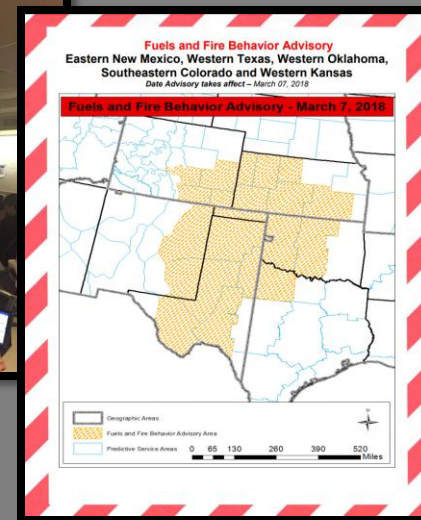 Fuels and Fire Behavior Advisory
Eastern New Mexico, Western Texas, Western Oklahoma,
Southeastern Colorado and Western Kansas
Date Advisory takes affect – March 07, 2018
Fuels and Fire Behavior Advisory - March 7, 2018
Geographic Areas
Fuels and Fire Behavior Advisory Area
Predictive Service Areas
N
0 65 130 260 390 520
Miles